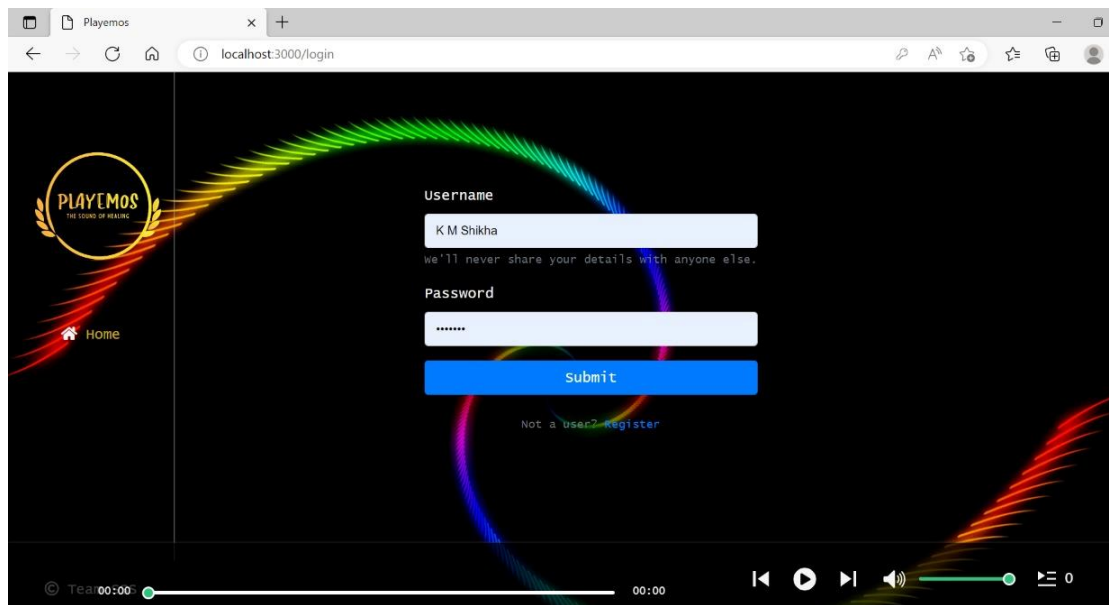 Playemos
localhost:3000/login
PLAYEMOS
THE SOUND OF HEALING
Home
Username
K M Shikha
We'll never share your details with anyone else.
Password
•••••••
Submit
Not a user? Register
© Team
00:00
00:00
0